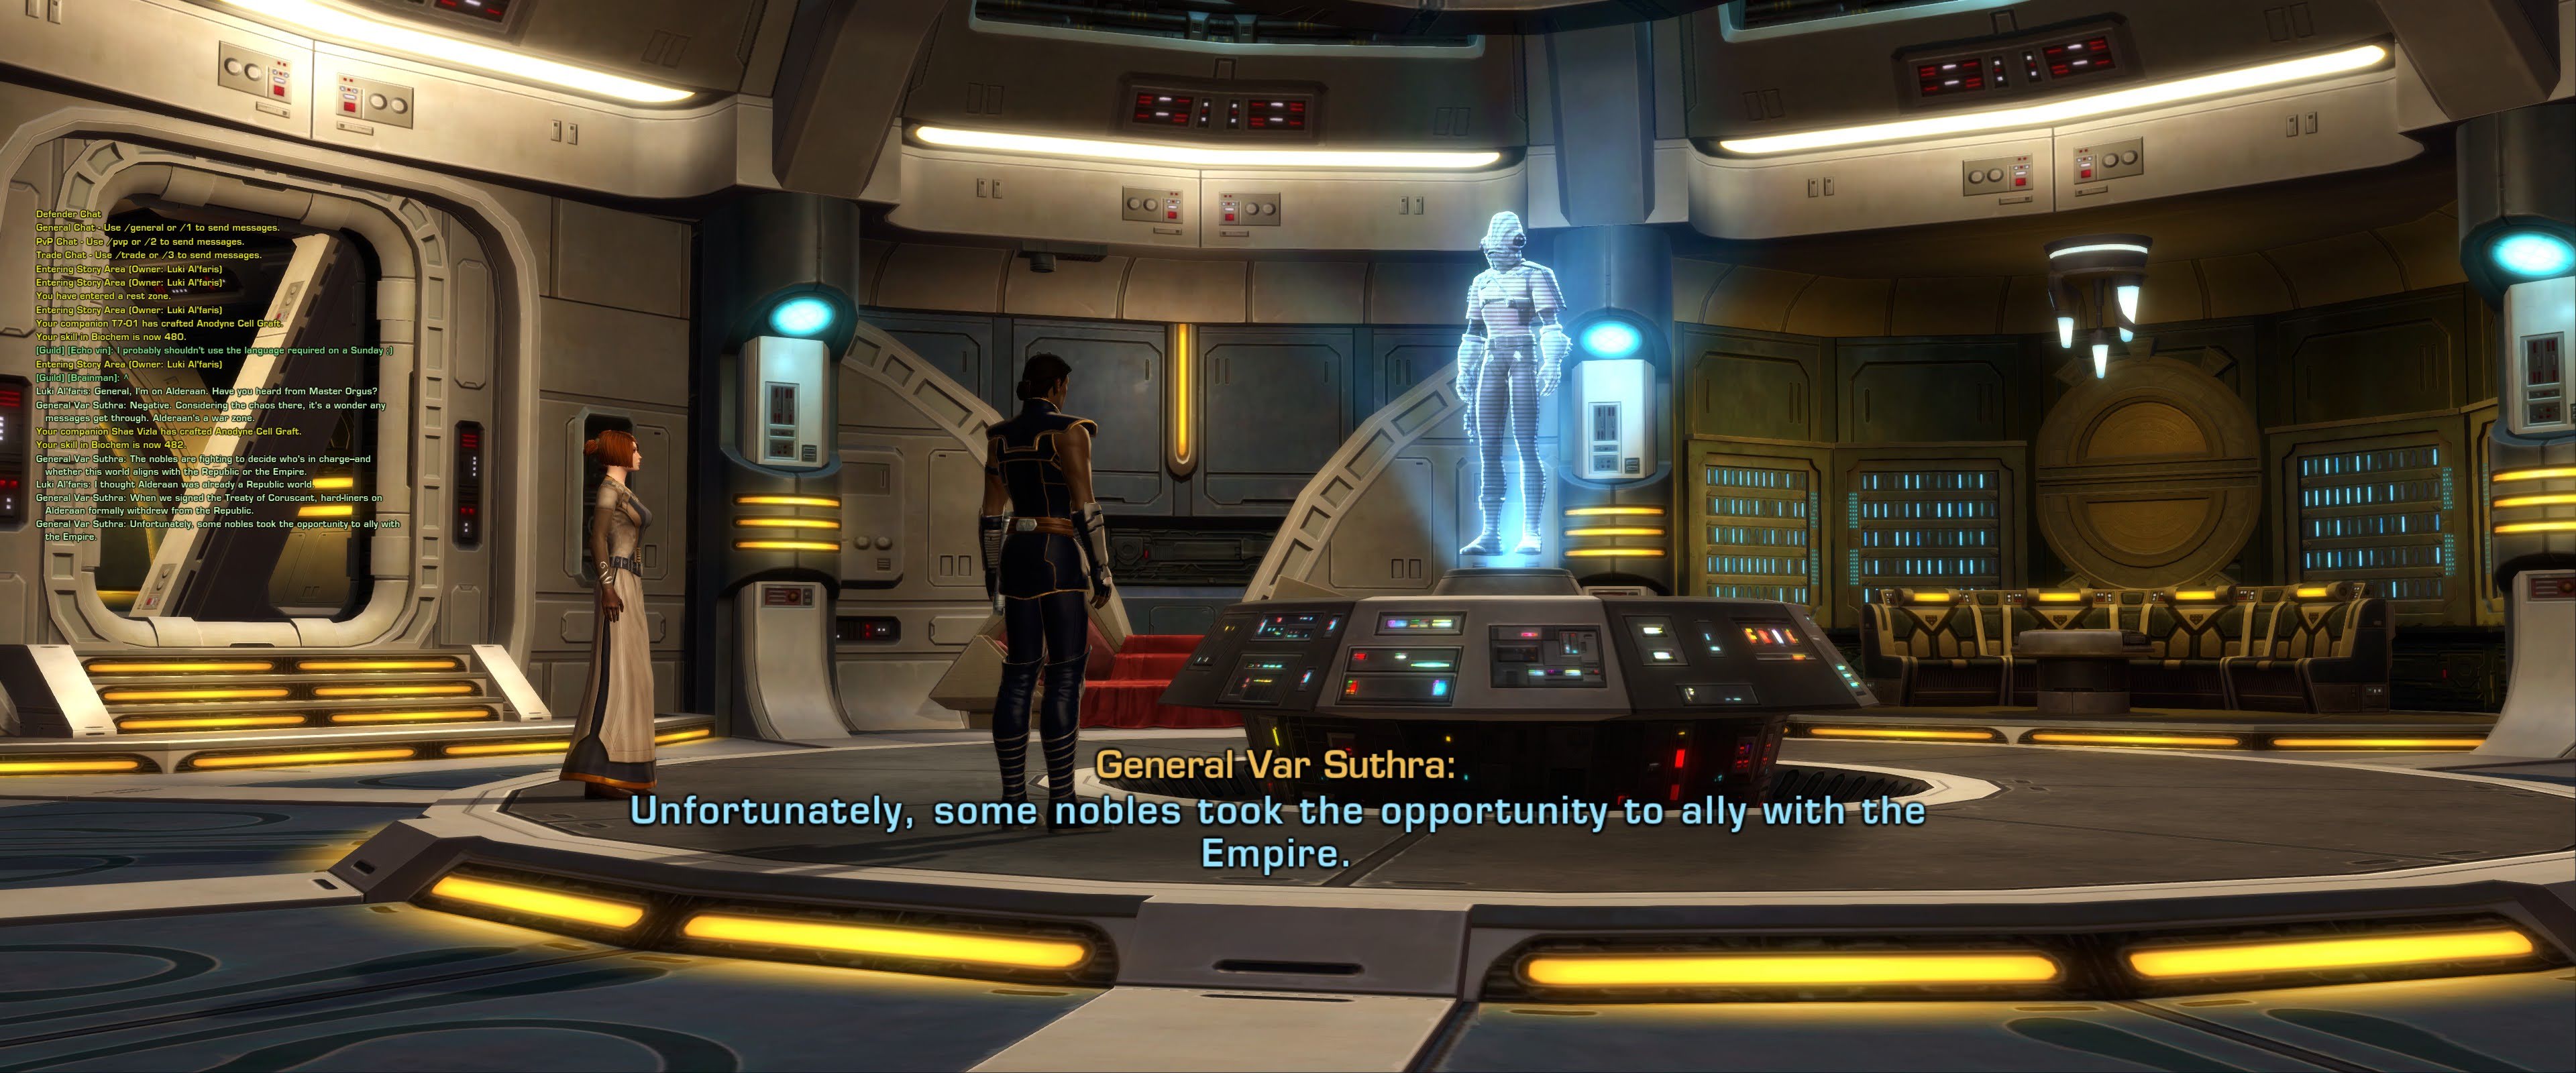 Defender Chat
General Chat - Use /general or /1 to send messages.
PvP Chat - Use /pvp or /2 to send messages.
Trade Chat - Use /trade or /3 to send messages.
Entering Story Area (Owner: Luki Al'faris)
Entering Story Area (Owner: Luki Al'faris)*
You have entered a rest zone.
Entering Story Area (Owner: Luki Al'faris)
Your companion T7-01 has crafted Anodyne Cell Graft.
Your skill in Biochem is now 480.
[Guild] [Echo'vin]: I probably shouldn't use the language required on a Sunday :)
Entering Story Area (Owner: Luki Al'faris)
[Guild] [Brainman]: ^
Luki Al'faris: General, I'm on Alderaan. Have you heard from Master Orgus?
General Var Suthra: Negative. Considering the chaos there, it's a wonder any
messages get through. Alderaan's a war zone.
Your companion Shae Vizla has crafted Anodyne Cell Graft.
Your skill in Biochem is now 482.
General Var Suthra: The nobles are fighting to decide who's in charge–and
whether this world aligns with the Republic or the Empire.
Luki Al'faris: I thought Alderaan was already a Republic world.
General Var Suthra: When we signed the Treaty of Coruscant, hard-liners on
Alderaan formally withdrew from the Republic.
General Var Suthra: Unfortunately, some nobles took the opportunity to ally with
the Empire.
General Var Suthra:
Unfortunately, some nobles took the opportunity to ally with the
Empire.